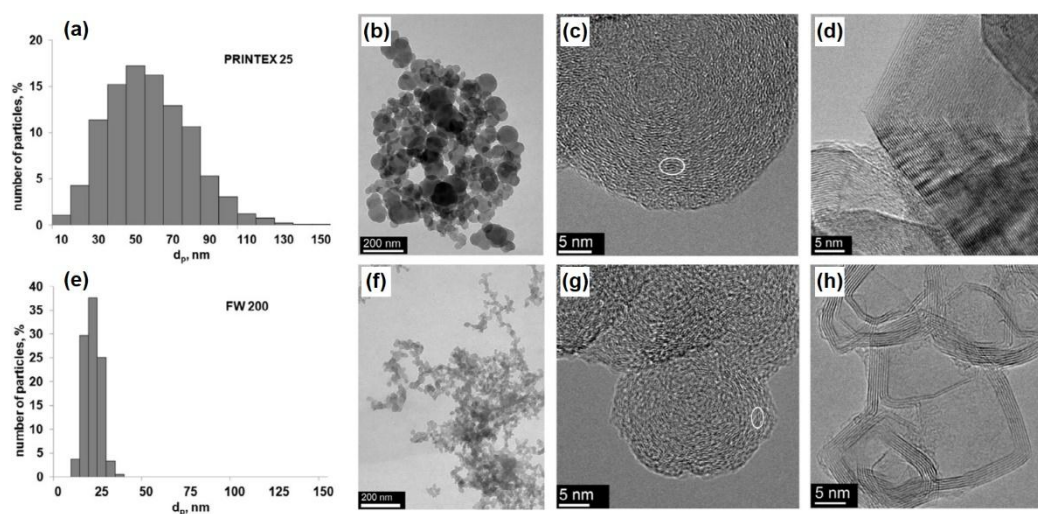 (a)
PRINTEX 25
number of particles, %
20
15
10
5
0
10 30 50 70 90 110 130 150
dₚ, nm
(b)
200 nm
(c)
5 nm
(d)
5 nm
(e)
FW 200
number of particles, %
40
35
30
25
20
15
10
5
0
0 25 50 75 100 125 150
dₚ, nm
(f)
200 nm
(g)
5 nm
(h)
5 nm